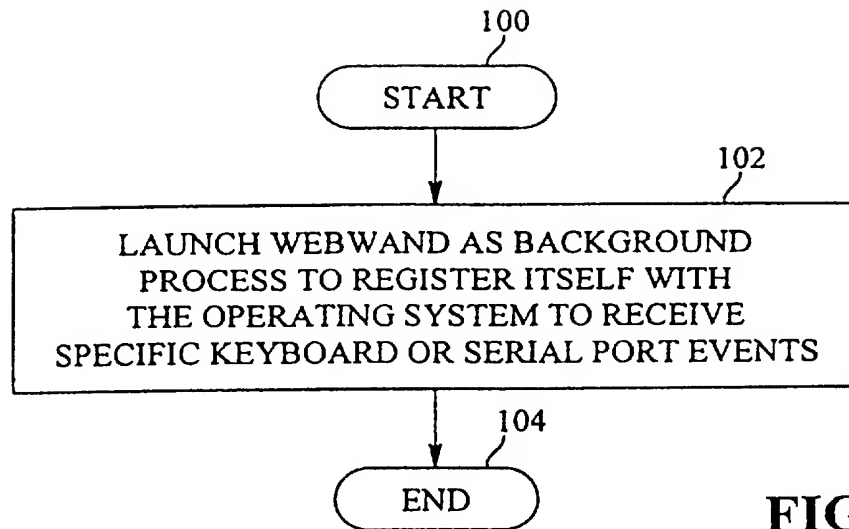 100
START
102
LAUNCH WEBWAND AS BACKGROUND
PROCESS TO REGISTER ITSELF WITH
THE OPERATING SYSTEM TO RECEIVE
SPECIFIC KEYBOARD OR SERIAL PORT EVENTS
104
END
FIG